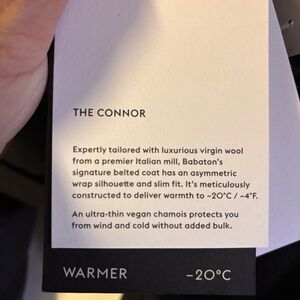 THE CONNOR
Expertly tailored with luxurious virgin wool
from a premier Italian mill, Babaton's
signature belted coat has an asymmetric
wrap silhouette and slim fit. It's meticulously
constructed to deliver warmth to –20°C / –4°F.
An ultra-thin vegan chamois protects you
from wind and cold without added bulk.
WARMER –20°C